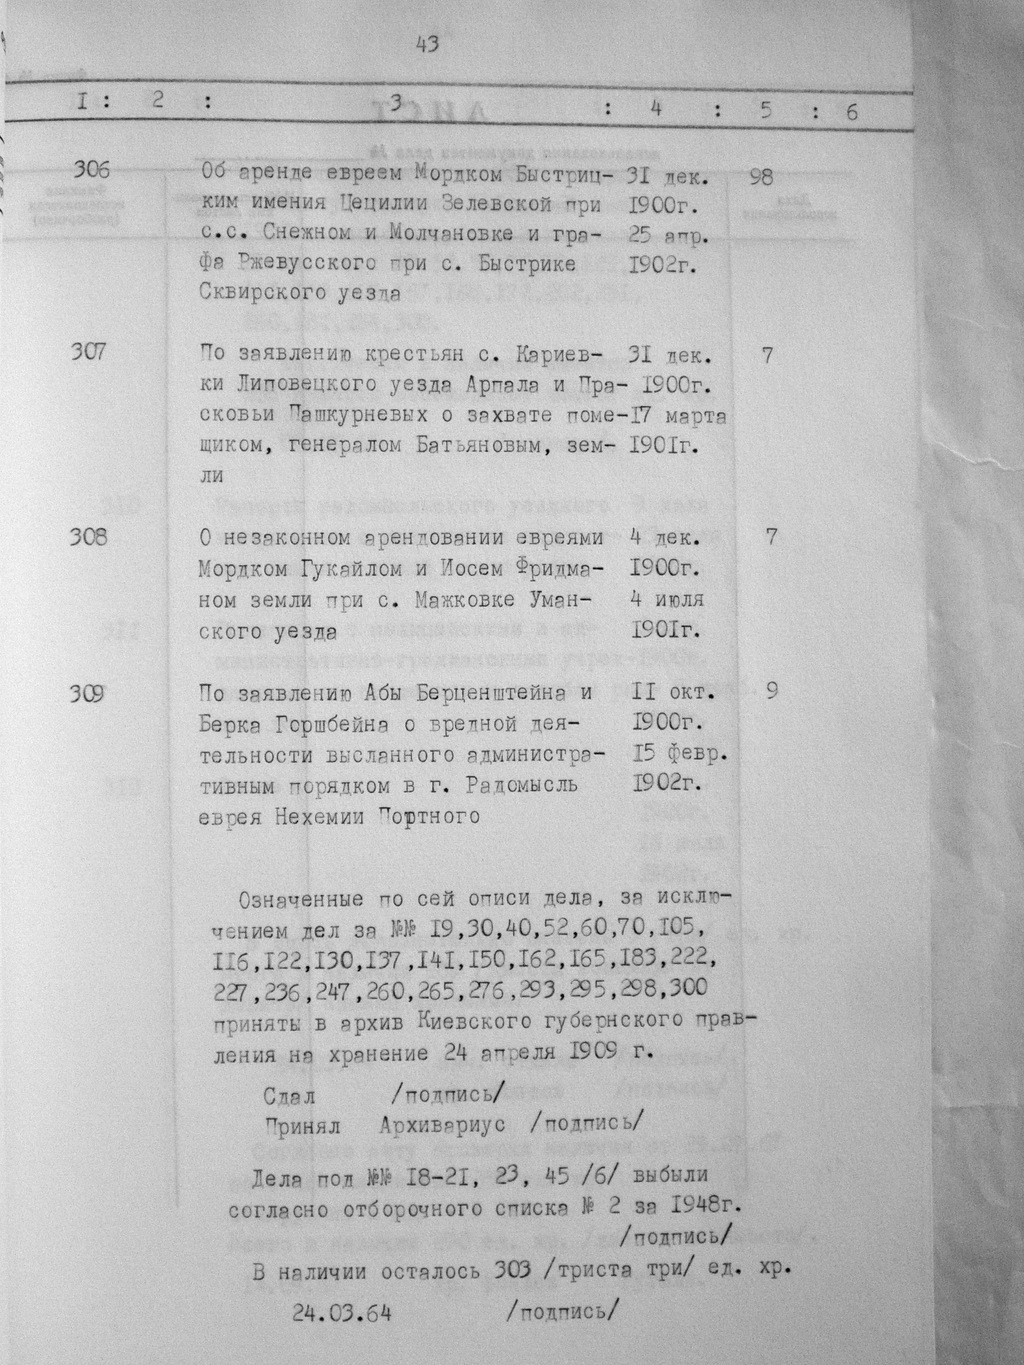 43
I : 2 : 3 : 4 : 5 : 6
306 Об аренде евреем Мордком Быстриц- 31 дек. 98
ким имения Цецилии Зелевской при 1900г.
с.с. Снежном и Молчановке и гра- 25 апр.
фа Ржевусского при с. Быстрике 1902г.
Сквирского уезда
307 По заявлению крестьян с. Кариев- 31 дек. 7
ки Липовецкого уезда Арпала и Пра- 1900г.
сковьи Пашкурневых о захвате поме- 17 марта
щиком, генералом Батьяновым, зем- 1901г.
ли
308 О незаконном арендовании евреями 4 дек. 7
Мордком Гукайлом и Иосем Фридма- 1900г.
ном земли при с. Мажковке Уман- 4 июля
ского уезда 1901г.
309 По заявлению Абы Берценштейна и 11 окт. 9
Берка Горшбейна о вредной дея- 1900г.
тельности высланного администра- 15 февр.
тивным порядком в г. Радомысль 1902г.
еврея Нехемии Портного
Означенные по сей описи дела, за исклю-
чением дел за №№ 19,30,40,52,60,70,105,
116,122,130,137,141,150,162,165,183,222,
227,236,247,260,265,276,293,295,298,300
приняты в архив Киевского губернского прав-
ления на хранение 24 апреля 1909 г.
Сдал /подпись/
Принял Архивариус /подпись/
Дела под №№ 18-21, 23, 45 /6/ выбыли
согласно отборочного списка № 2 за 1948г.
/подпись/
В наличии осталось 303 /триста три/ ед. хр.
24.03.64 /подпись/